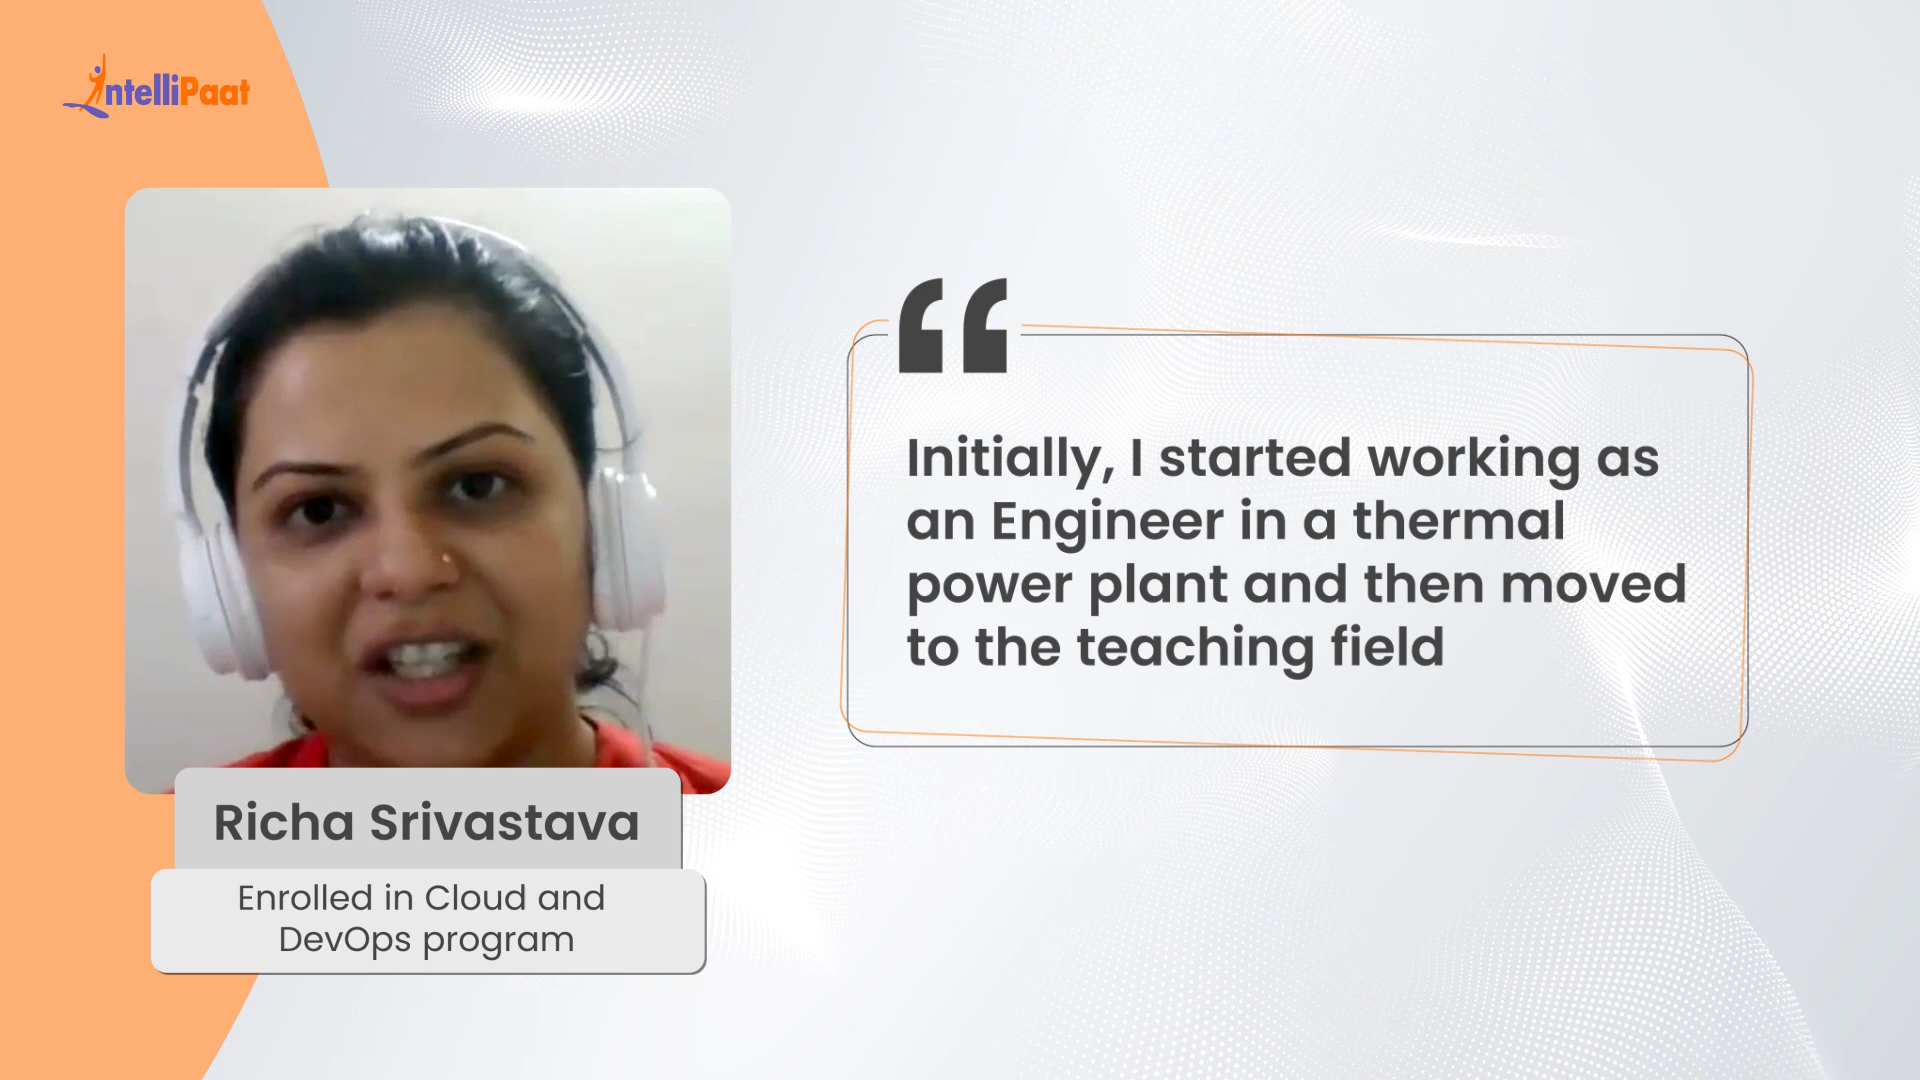 IntelliPaat
Initially, I started working as
an Engineer in a thermal
power plant and then moved
to the teaching field
Richa Srivastava
Enrolled in Cloud and
DevOps program